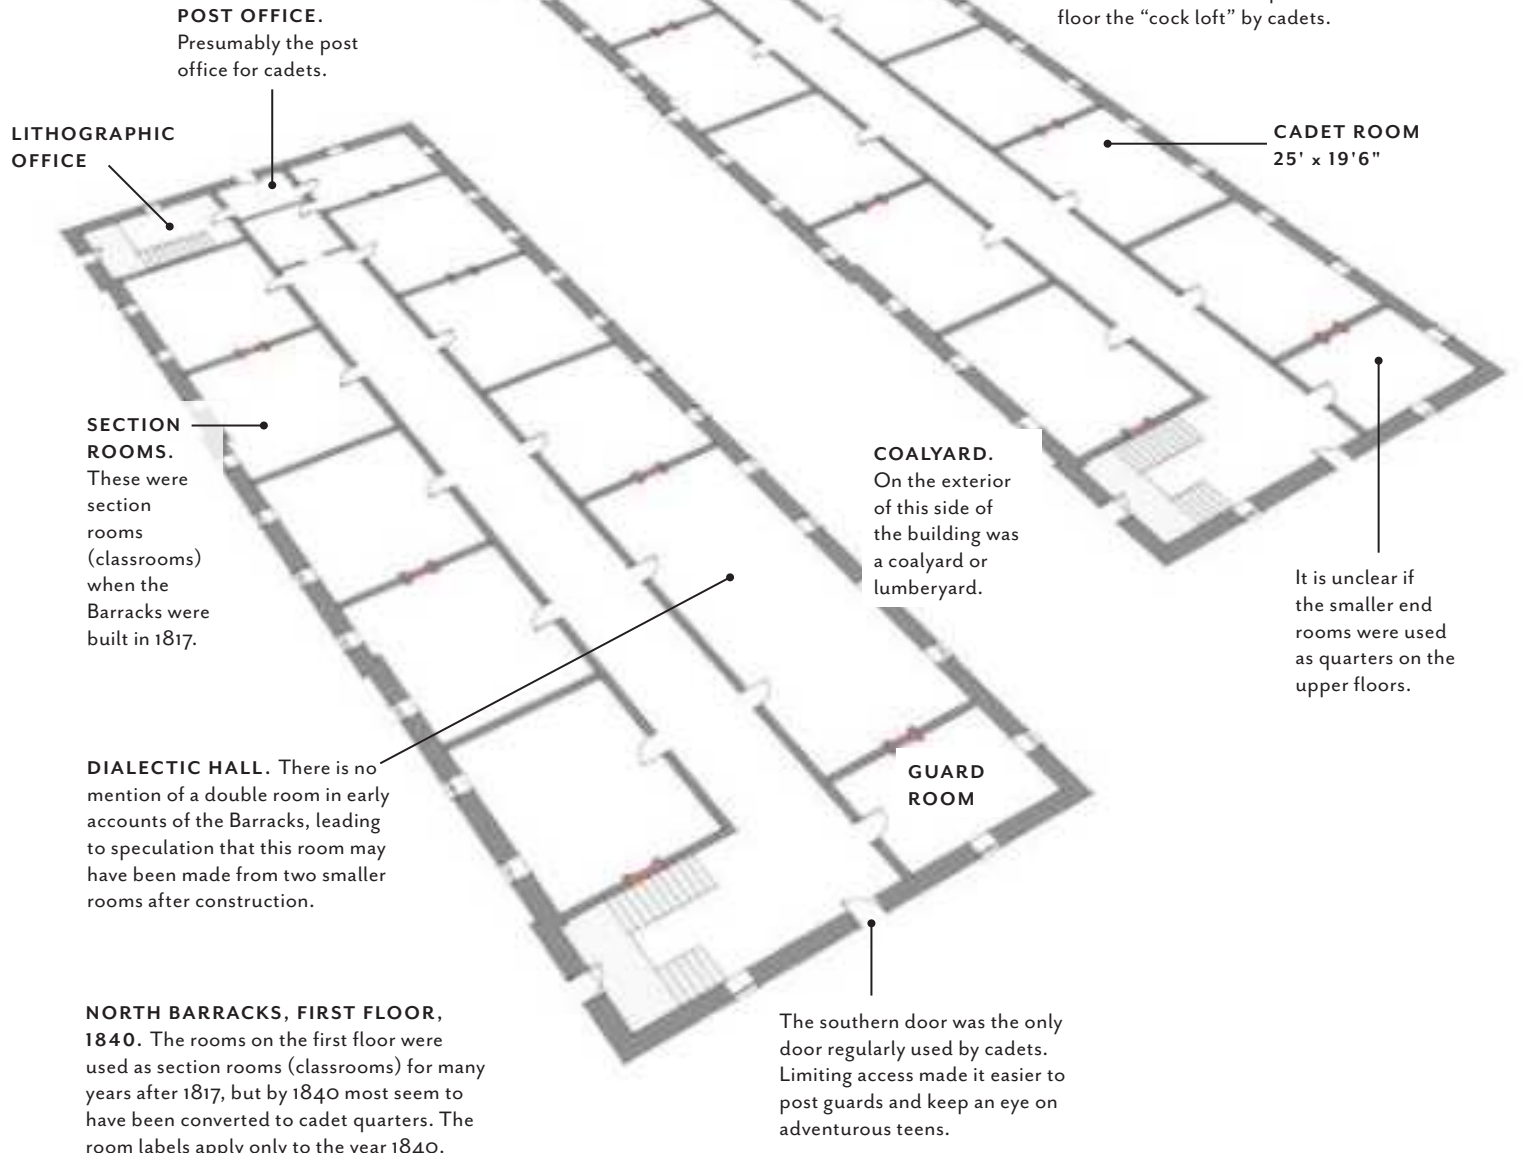 POST OFFICE.
Presumably the post
office for cadets.
floor the “cock loft” by cadets.
LITHOGRAPHIC
OFFICE
CADET ROOM
25' x 19'6"
SECTION
ROOMS.
These were
section
rooms
(classrooms)
when the
Barracks were
built in 1817.
COALYARD.
On the exterior
of this side of
the building was
a coalyard or
lumberyard.
It is unclear if
the smaller end
rooms were used
as quarters on the
upper floors.
DIALECTIC HALL. There is no
mention of a double room in early
accounts of the Barracks, leading
to speculation that this room may
have been made from two smaller
rooms after construction.
GUARD
ROOM
NORTH BARRACKS, FIRST FLOOR,
1840. The rooms on the first floor were
used as section rooms (classrooms) for many
years after 1817, but by 1840 most seem to
have been converted to cadet quarters. The
room labels apply only to the year 1840.
The southern door was the only
door regularly used by cadets.
Limiting access made it easier to
post guards and keep an eye on
adventurous teens.